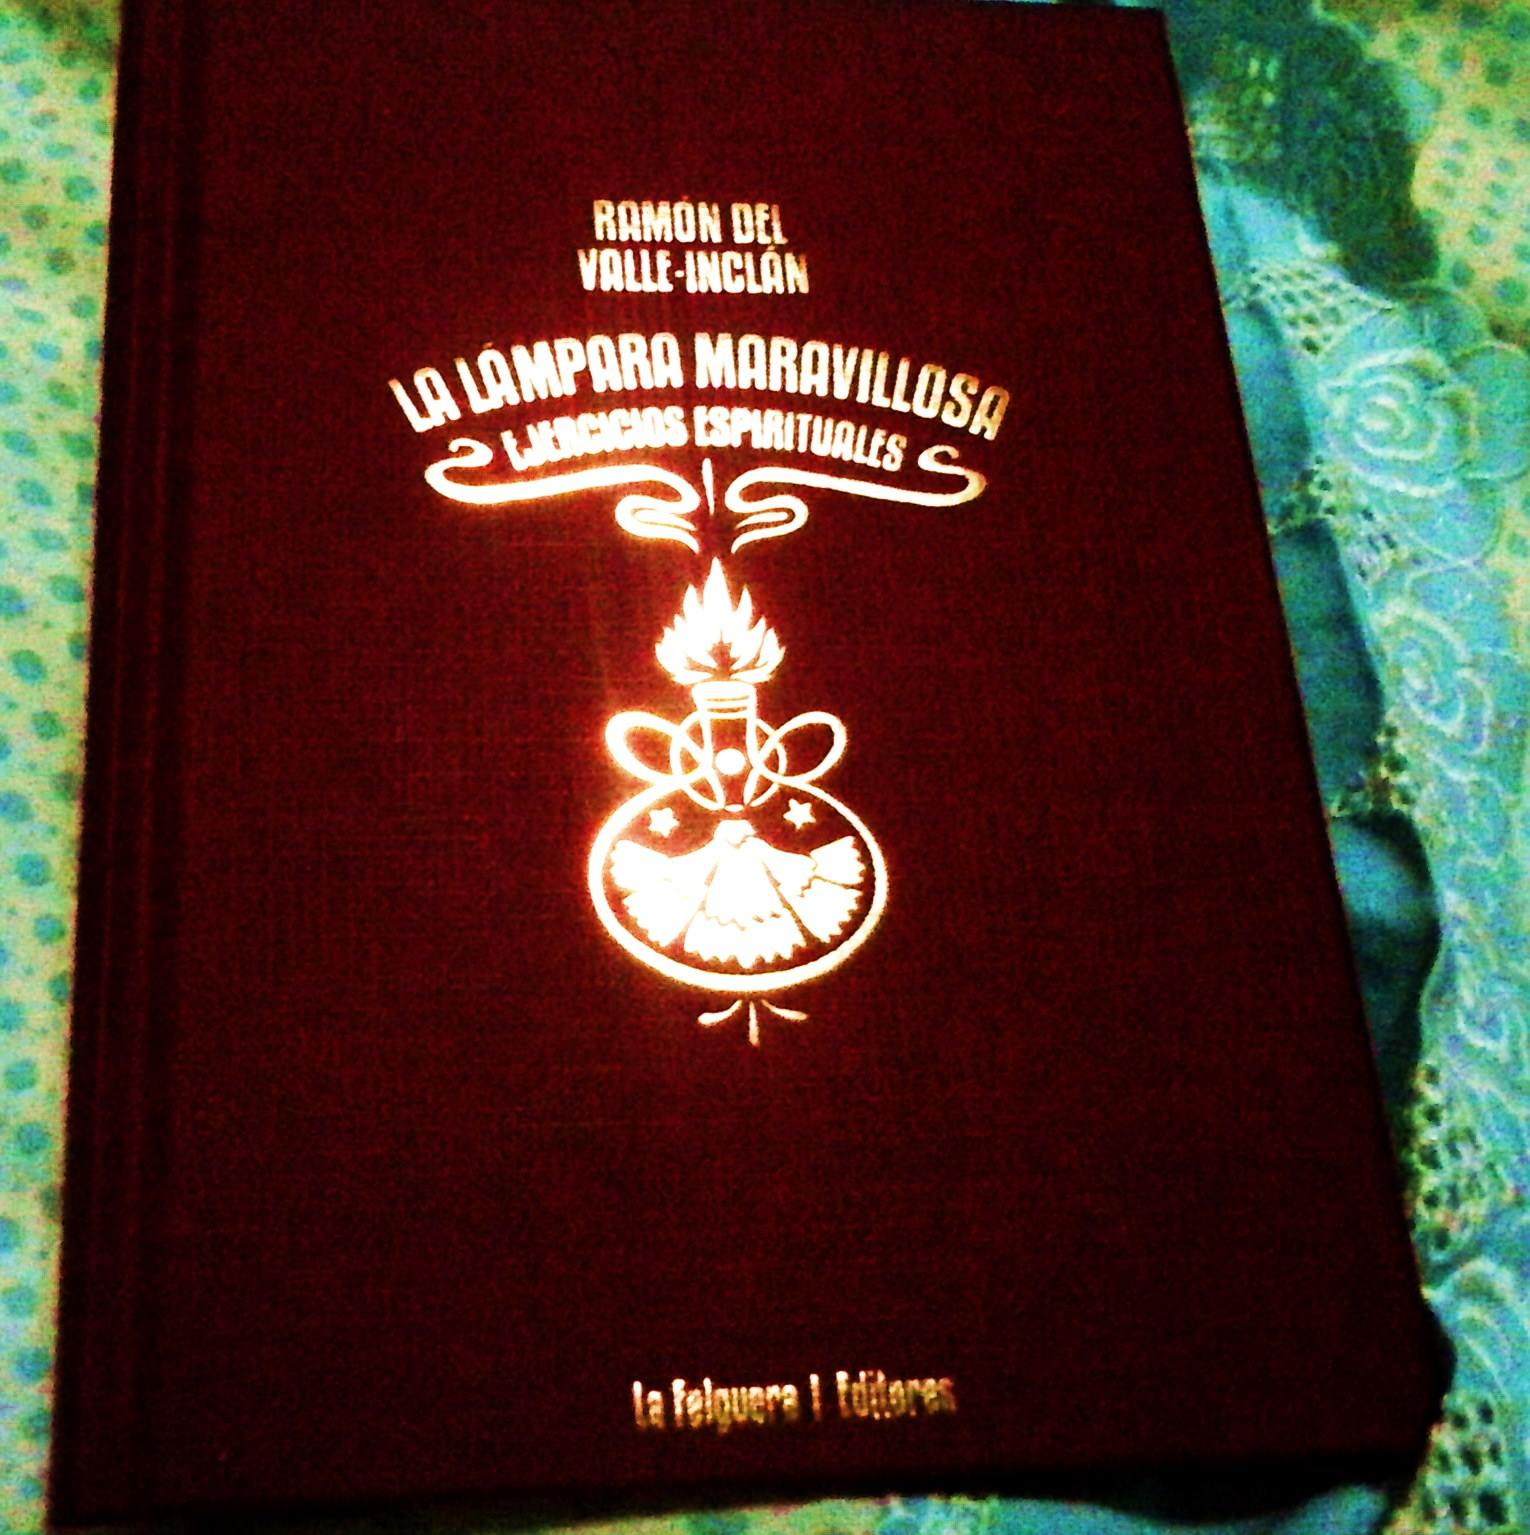 RAMÓN DEL
VALLE-INCLÁN
LA LÁMPARA MARAVILLOSA
EJERCICIOS ESPIRITUALES
La Felguera | Editores